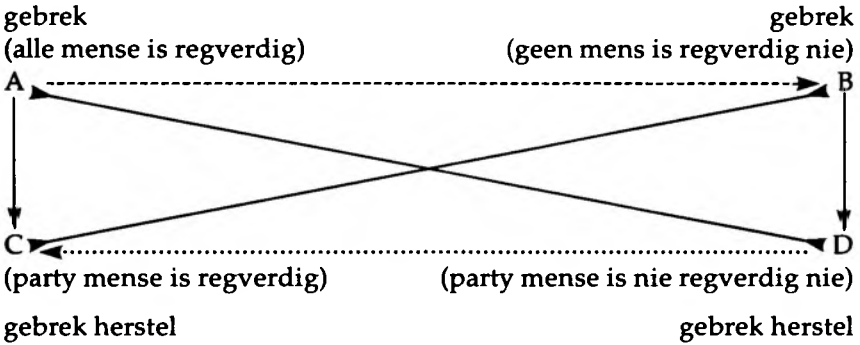 gebrek gebrek
(alle mense is regverdig) (geen mens is regverdig nie)
A B
C D
(party mense is regverdig) (party mense is nie regverdig nie)
gebrek herstel gebrek herstel